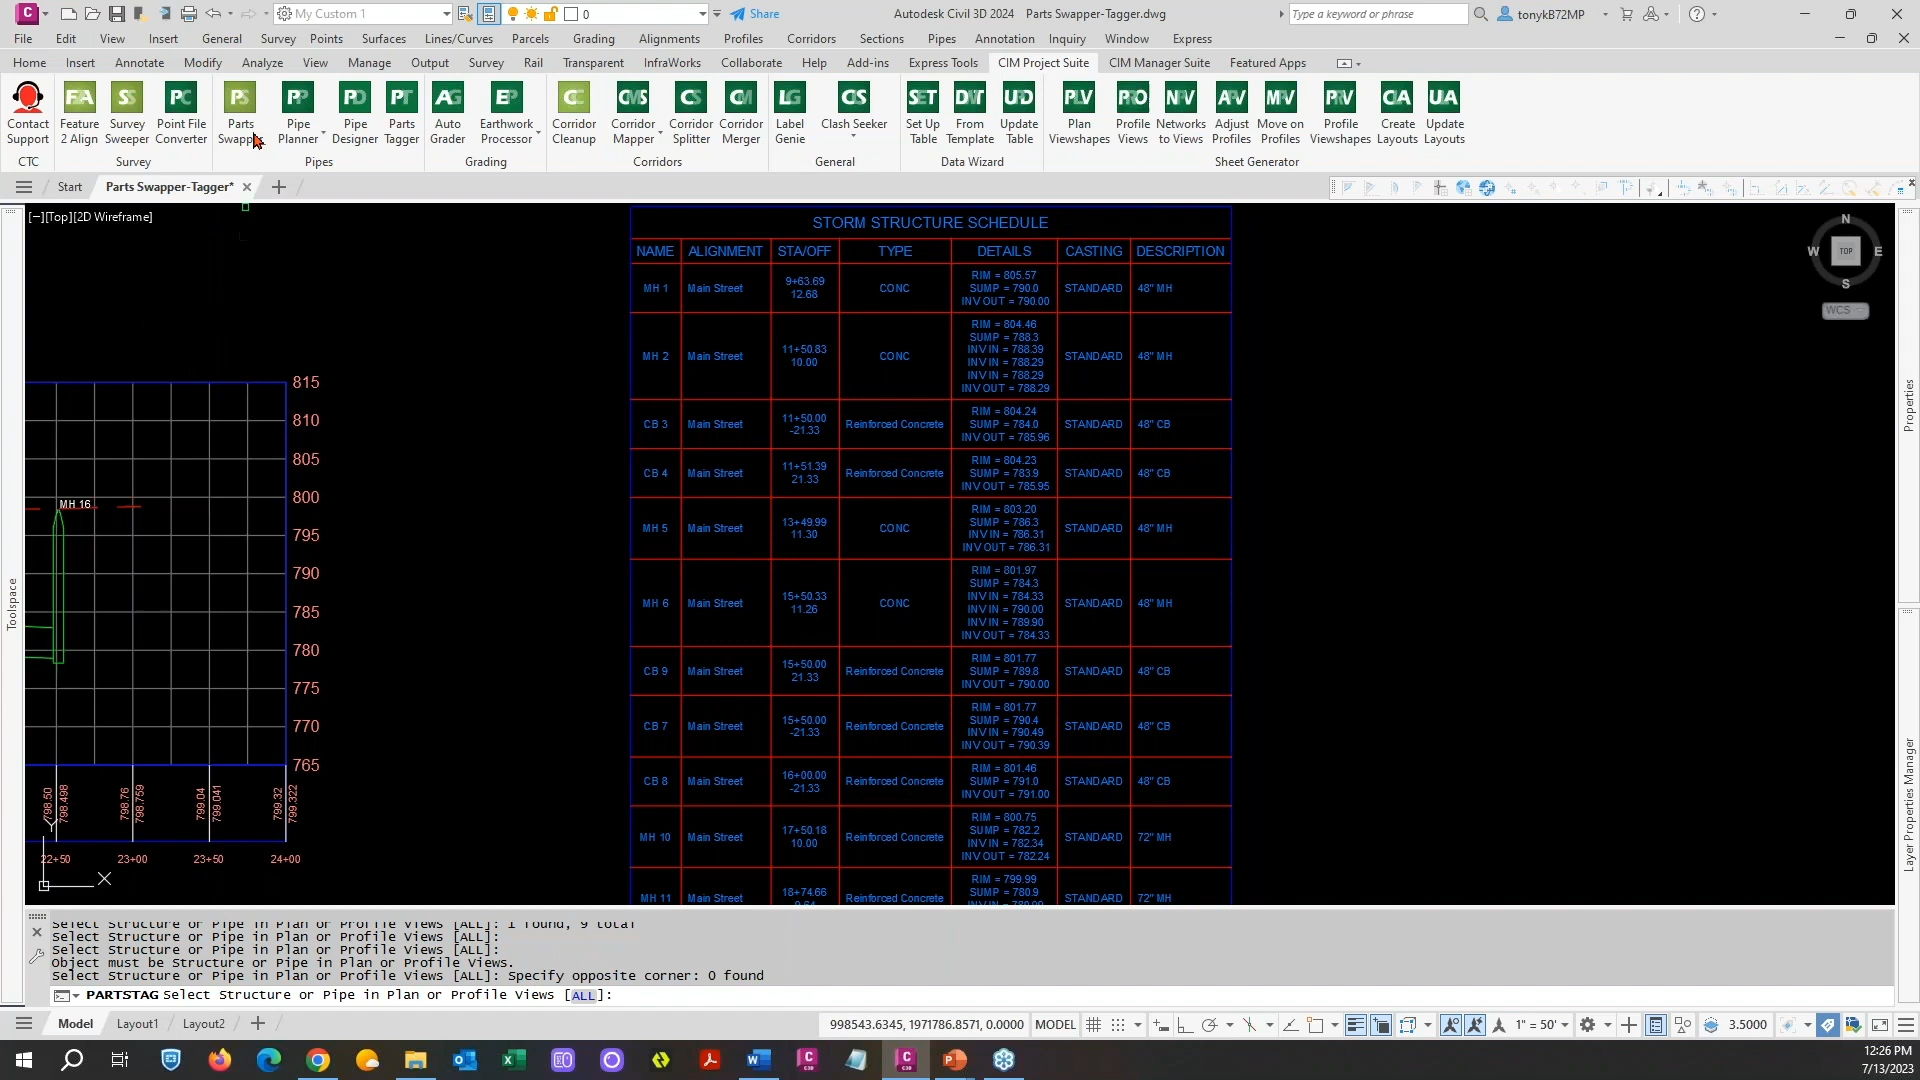 My Custom 1
0
Share
Autodesk Civil 3D 2024 Parts Swapper-Tagger.dwg
Type a keyword or phrase
tonykB72MP
File Edit View Insert General Survey Points Surfaces Lines/Curves Parcels Grading Alignments Profiles Corridors Sections Pipes Annotation Inquiry Window Express
Home Insert Annotate Modify Analyze View Manage Output Survey Rail Transparent InfraWorks Collaborate Help Add-ins Express Tools CIM Project Suite CIM Manager Suite Featured Apps
Contact Support
Feature 2 Align
Survey Sweeper
Point File Converter
Parts Swapper
Pipe Planner
Pipe Designer
Parts Tagger
Auto Grader
Earthwork Processor
Corridor Cleanup
Corridor Mapper
Corridor Splitter
Corridor Merger
Label Genie
Clash Seeker
Set Up Table
From Template
Update Table
Plan Viewshapes
Profile Views
Networks to Views
Adjust Profiles
Move on Profiles
Profile Viewshapes
Create Layouts
Update Layouts
CTC Survey Pipes Grading Corridors General Data Wizard Sheet Generator
Start Parts Swapper-Tagger*
[−][Top][2D Wireframe]
STORM STRUCTURE SCHEDULE
NAME ALIGNMENT STA/OFF TYPE DETAILS CASTING DESCRIPTION
MH 1 Main Street 9+63.69 12.68 CONC RIM = 805.57 SUMP = 790.0 INV OUT = 790.00 STANDARD 48" MH
MH 2 Main Street 11+50.83 10.00 CONC RIM = 804.46 SUMP = 788.3 INV IN = 788.39 INV IN = 788.29 INV IN = 788.29 INV OUT = 788.29 STANDARD 48" MH
CB 3 Main Street 11+50.00 -21.33 Reinforced Concrete RIM = 804.24 SUMP = 784.0 INV OUT = 785.96 STANDARD 48" CB
CB 4 Main Street 11+51.39 21.33 Reinforced Concrete RIM = 804.23 SUMP = 783.9 INV OUT = 785.95 STANDARD 48" CB
MH 5 Main Street 13+49.99 11.30 CONC RIM = 803.20 SUMP = 786.3 INV IN = 786.31 INV OUT = 786.31 STANDARD 48" MH
MH 6 Main Street 15+50.33 11.26 CONC RIM = 801.97 SUMP = 784.3 INV IN = 784.33 INV IN = 790.00 INV IN = 789.90 INV OUT = 784.33 STANDARD 48" MH
CB 9 Main Street 15+50.00 21.33 Reinforced Concrete RIM = 801.77 SUMP = 789.8 INV OUT = 790.00 STANDARD 48" CB
CB 7 Main Street 15+50.00 -21.33 Reinforced Concrete RIM = 801.77 SUMP = 790.4 INV IN = 790.49 INV OUT = 790.39 STANDARD 48" CB
CB 8 Main Street 16+00.00 -21.33 Reinforced Concrete RIM = 801.46 SUMP = 791.0 INV OUT = 791.00 STANDARD 48" CB
MH 10 Main Street 17+50.18 10.00 Reinforced Concrete RIM = 800.75 SUMP = 782.2 INV IN = 782.34 INV OUT = 782.24 STANDARD 72" MH
MH 11 Main Street 18+74.66 Reinforced Concrete RIM = 799.99 SUMP = 780.9 STANDARD 72" MH
815
810
805
800
795
790
785
780
775
770
765
MH 16
798.50 798.498 798.76 798.759 799.04 799.041 799.32 799.322
22+50 23+00 23+50 24+00
X
Y
N
W TOP E
S
WCS
Toolspace
Properties
Layer Properties Manager
Select Structure or Pipe in Plan or Profile Views [ALL]: 1 found, 9 total
Select Structure or Pipe in Plan or Profile Views [ALL]:
Select Structure or Pipe in Plan or Profile Views [ALL]:
Object must be Structure or Pipe in Plan or Profile Views.
Select Structure or Pipe in Plan or Profile Views [ALL]: Specify opposite corner: 0 found
PARTSTAG Select Structure or Pipe in Plan or Profile Views [ALL]:
Model Layout1 Layout2
998543.6345, 1971786.8571, 0.0000 MODEL
1" = 50'
3.5000
12:26 PM
7/13/2023